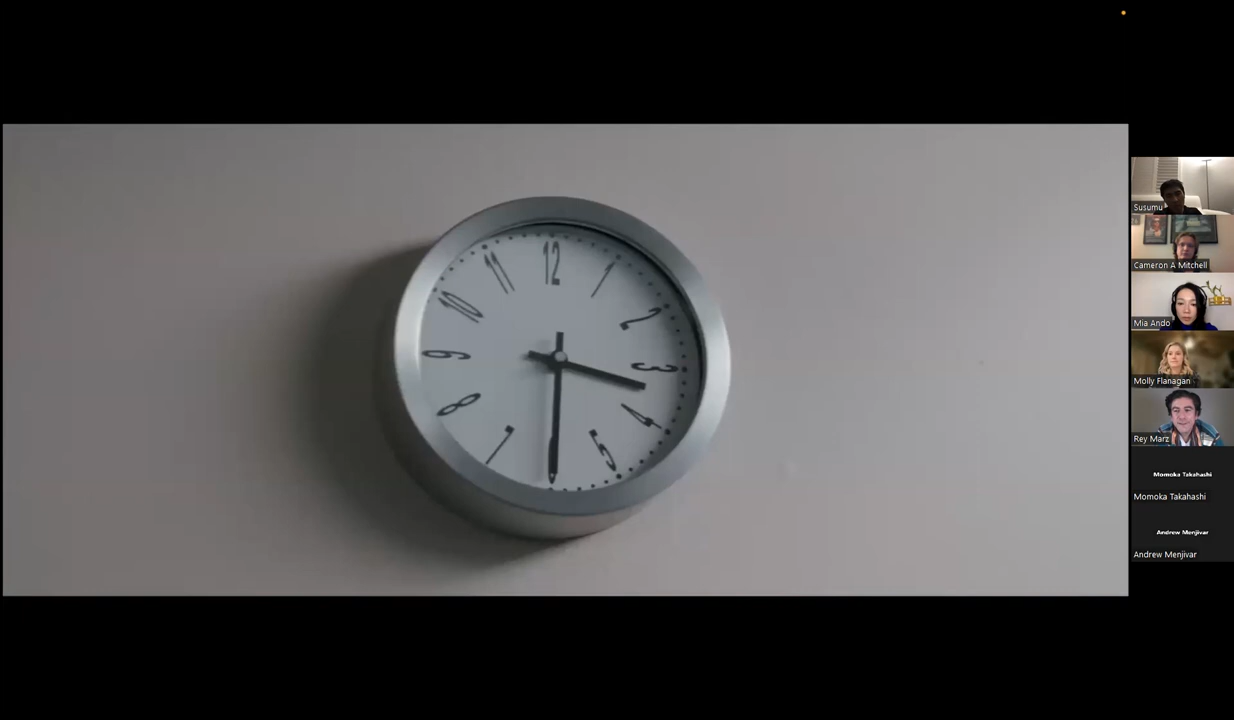 12
1
2
3
4
5
7
8
9
10
11
Susumu
Cameron A Mitchell
Mia Ando
Molly Flanagan
Rey Marz
Momoka Takahashi
Momoka Takahashi
Andrew Menjivar
Andrew Menjivar